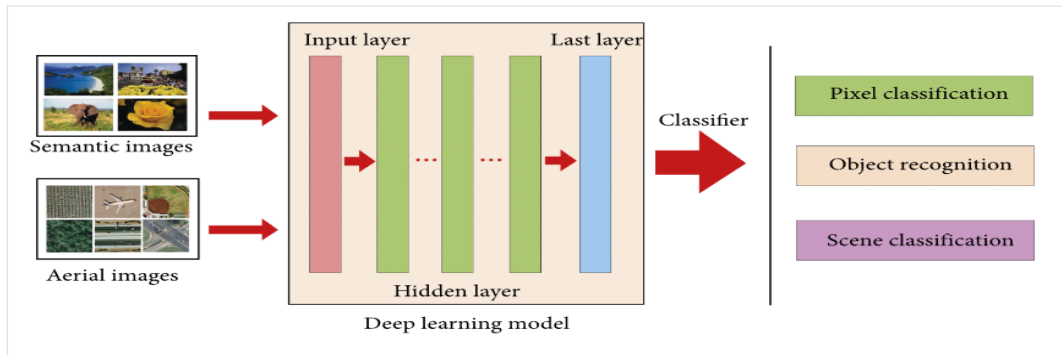 Semantic images
Aerial images
Input layer
Last layer
Hidden layer
Deep learning model
Classifier
Pixel classification
Object recognition
Scene classification